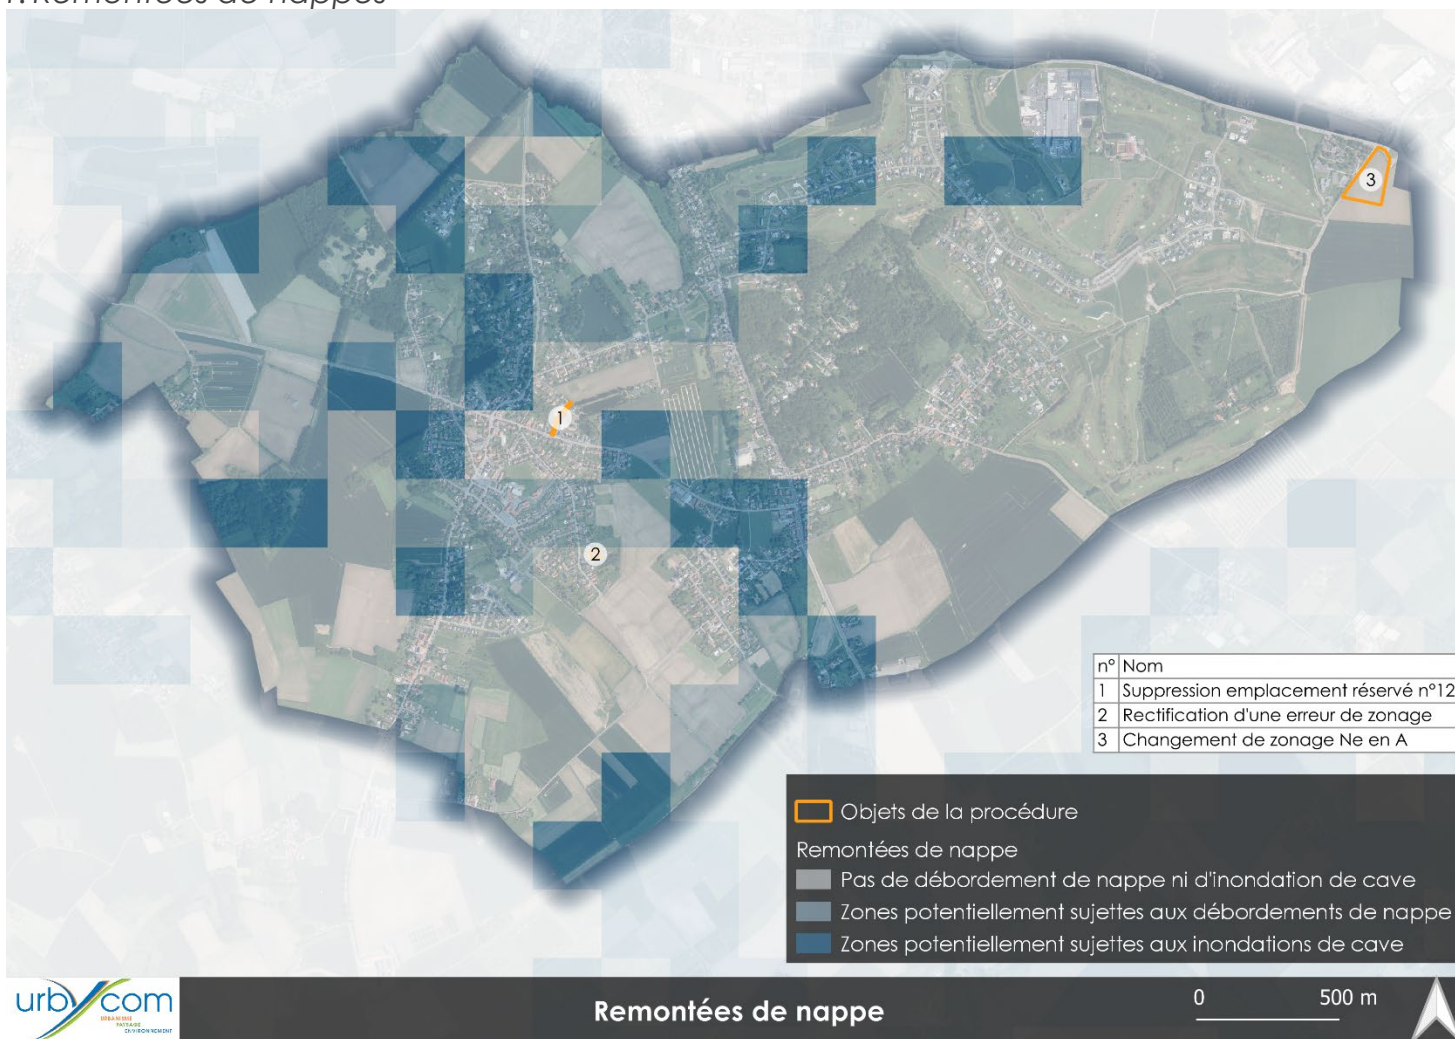 1
2
3
n° Nom
1 Suppression emplacement réservé n°12
2 Rectification d'une erreur de zonage
3 Changement de zonage Ne en A
Objets de la procédure
Remontées de nappe
Pas de débordement de nappe ni d'inondation de cave
Zones potentiellement sujettes aux débordements de nappe
Zones potentiellement sujettes aux inondations de cave
urbycom
URBANISME
PAYSAGE
ENVIRONNEMENT
Remontées de nappe
0 500 m